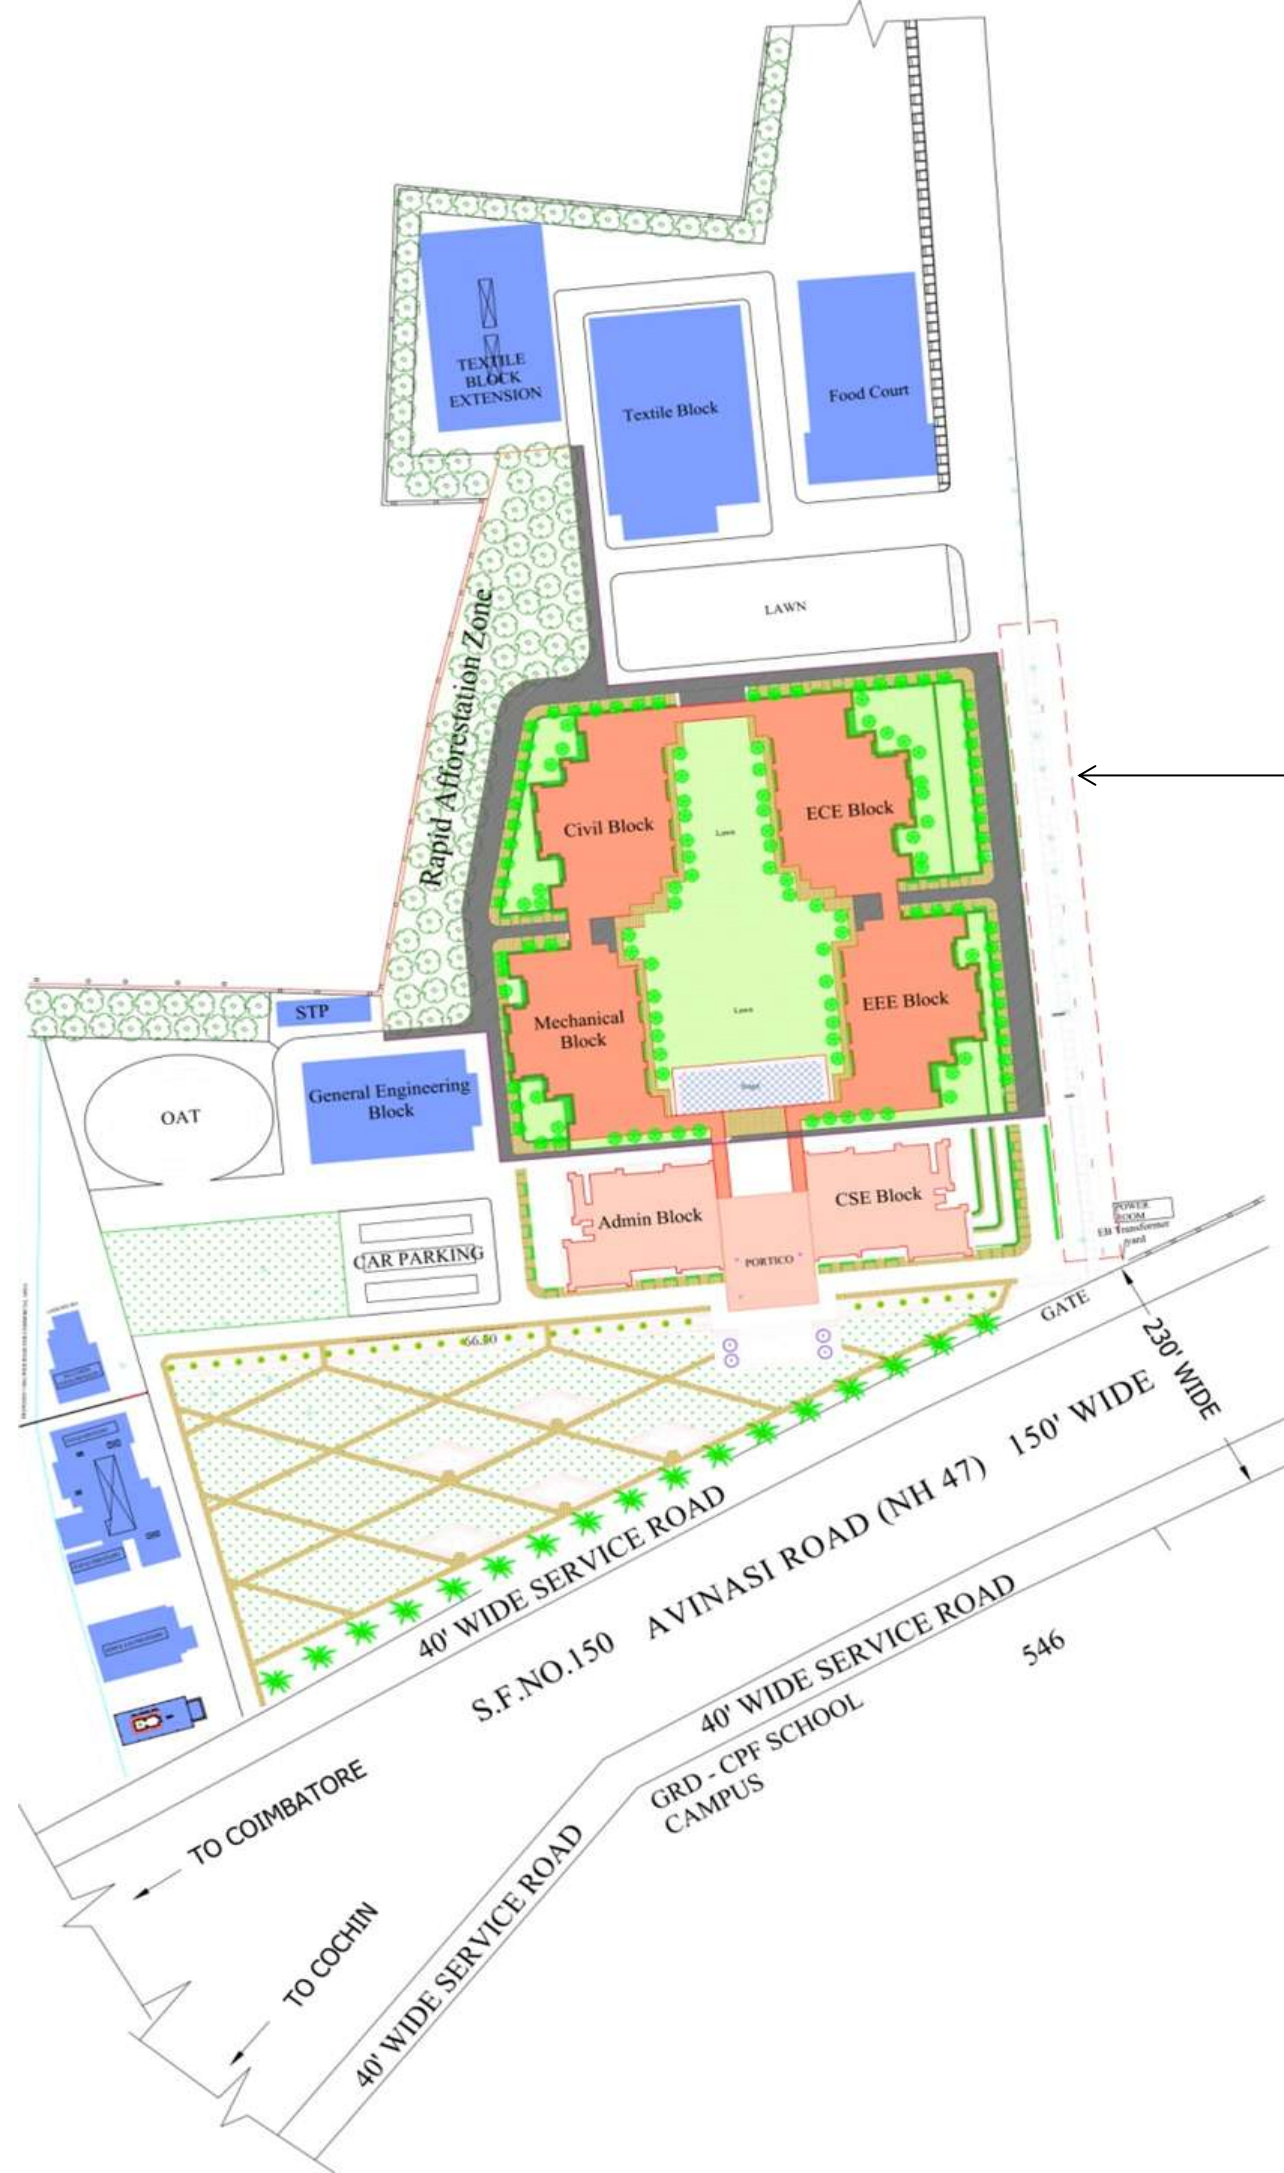 TEXTILE
BLOCK
EXTENSION
Textile Block
Food Court
LAWN
Rapid Afforestation Zone
Civil Block
ECE Block
Lawn
Mechanical
Block
EEE Block
Lawn
Stage
STP
General Engineering
Block
OAT
Admin Block
CSE Block
PORTICO
POWER
ROOM
EB Transformer
yard
CAR PARKING
GATE
66.80
230' WIDE
40' WIDE SERVICE ROAD
S.F.NO.150 AVINASI ROAD (NH 47) 150' WIDE
40' WIDE SERVICE ROAD
546
GRD - CPF SCHOOL
CAMPUS
TO COIMBATORE
TO COCHIN
40' WIDE SERVICE ROAD